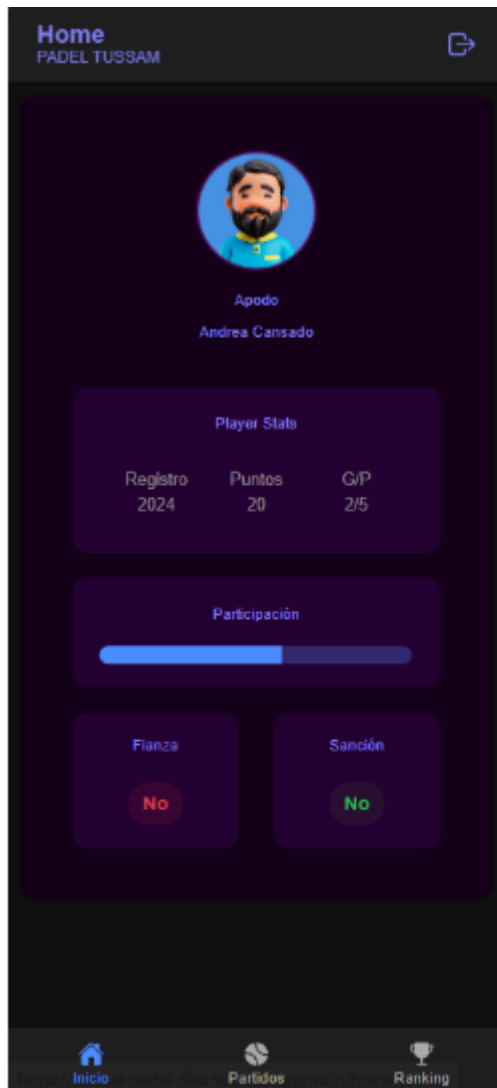 Home
PADEL TUSSAM
Apodo
Andrea Cansado
Player Stats
Registro Puntos G/P
2024 20 2/5
Participación
Fianza Sanción
No No
Inicio Partidos Ranking